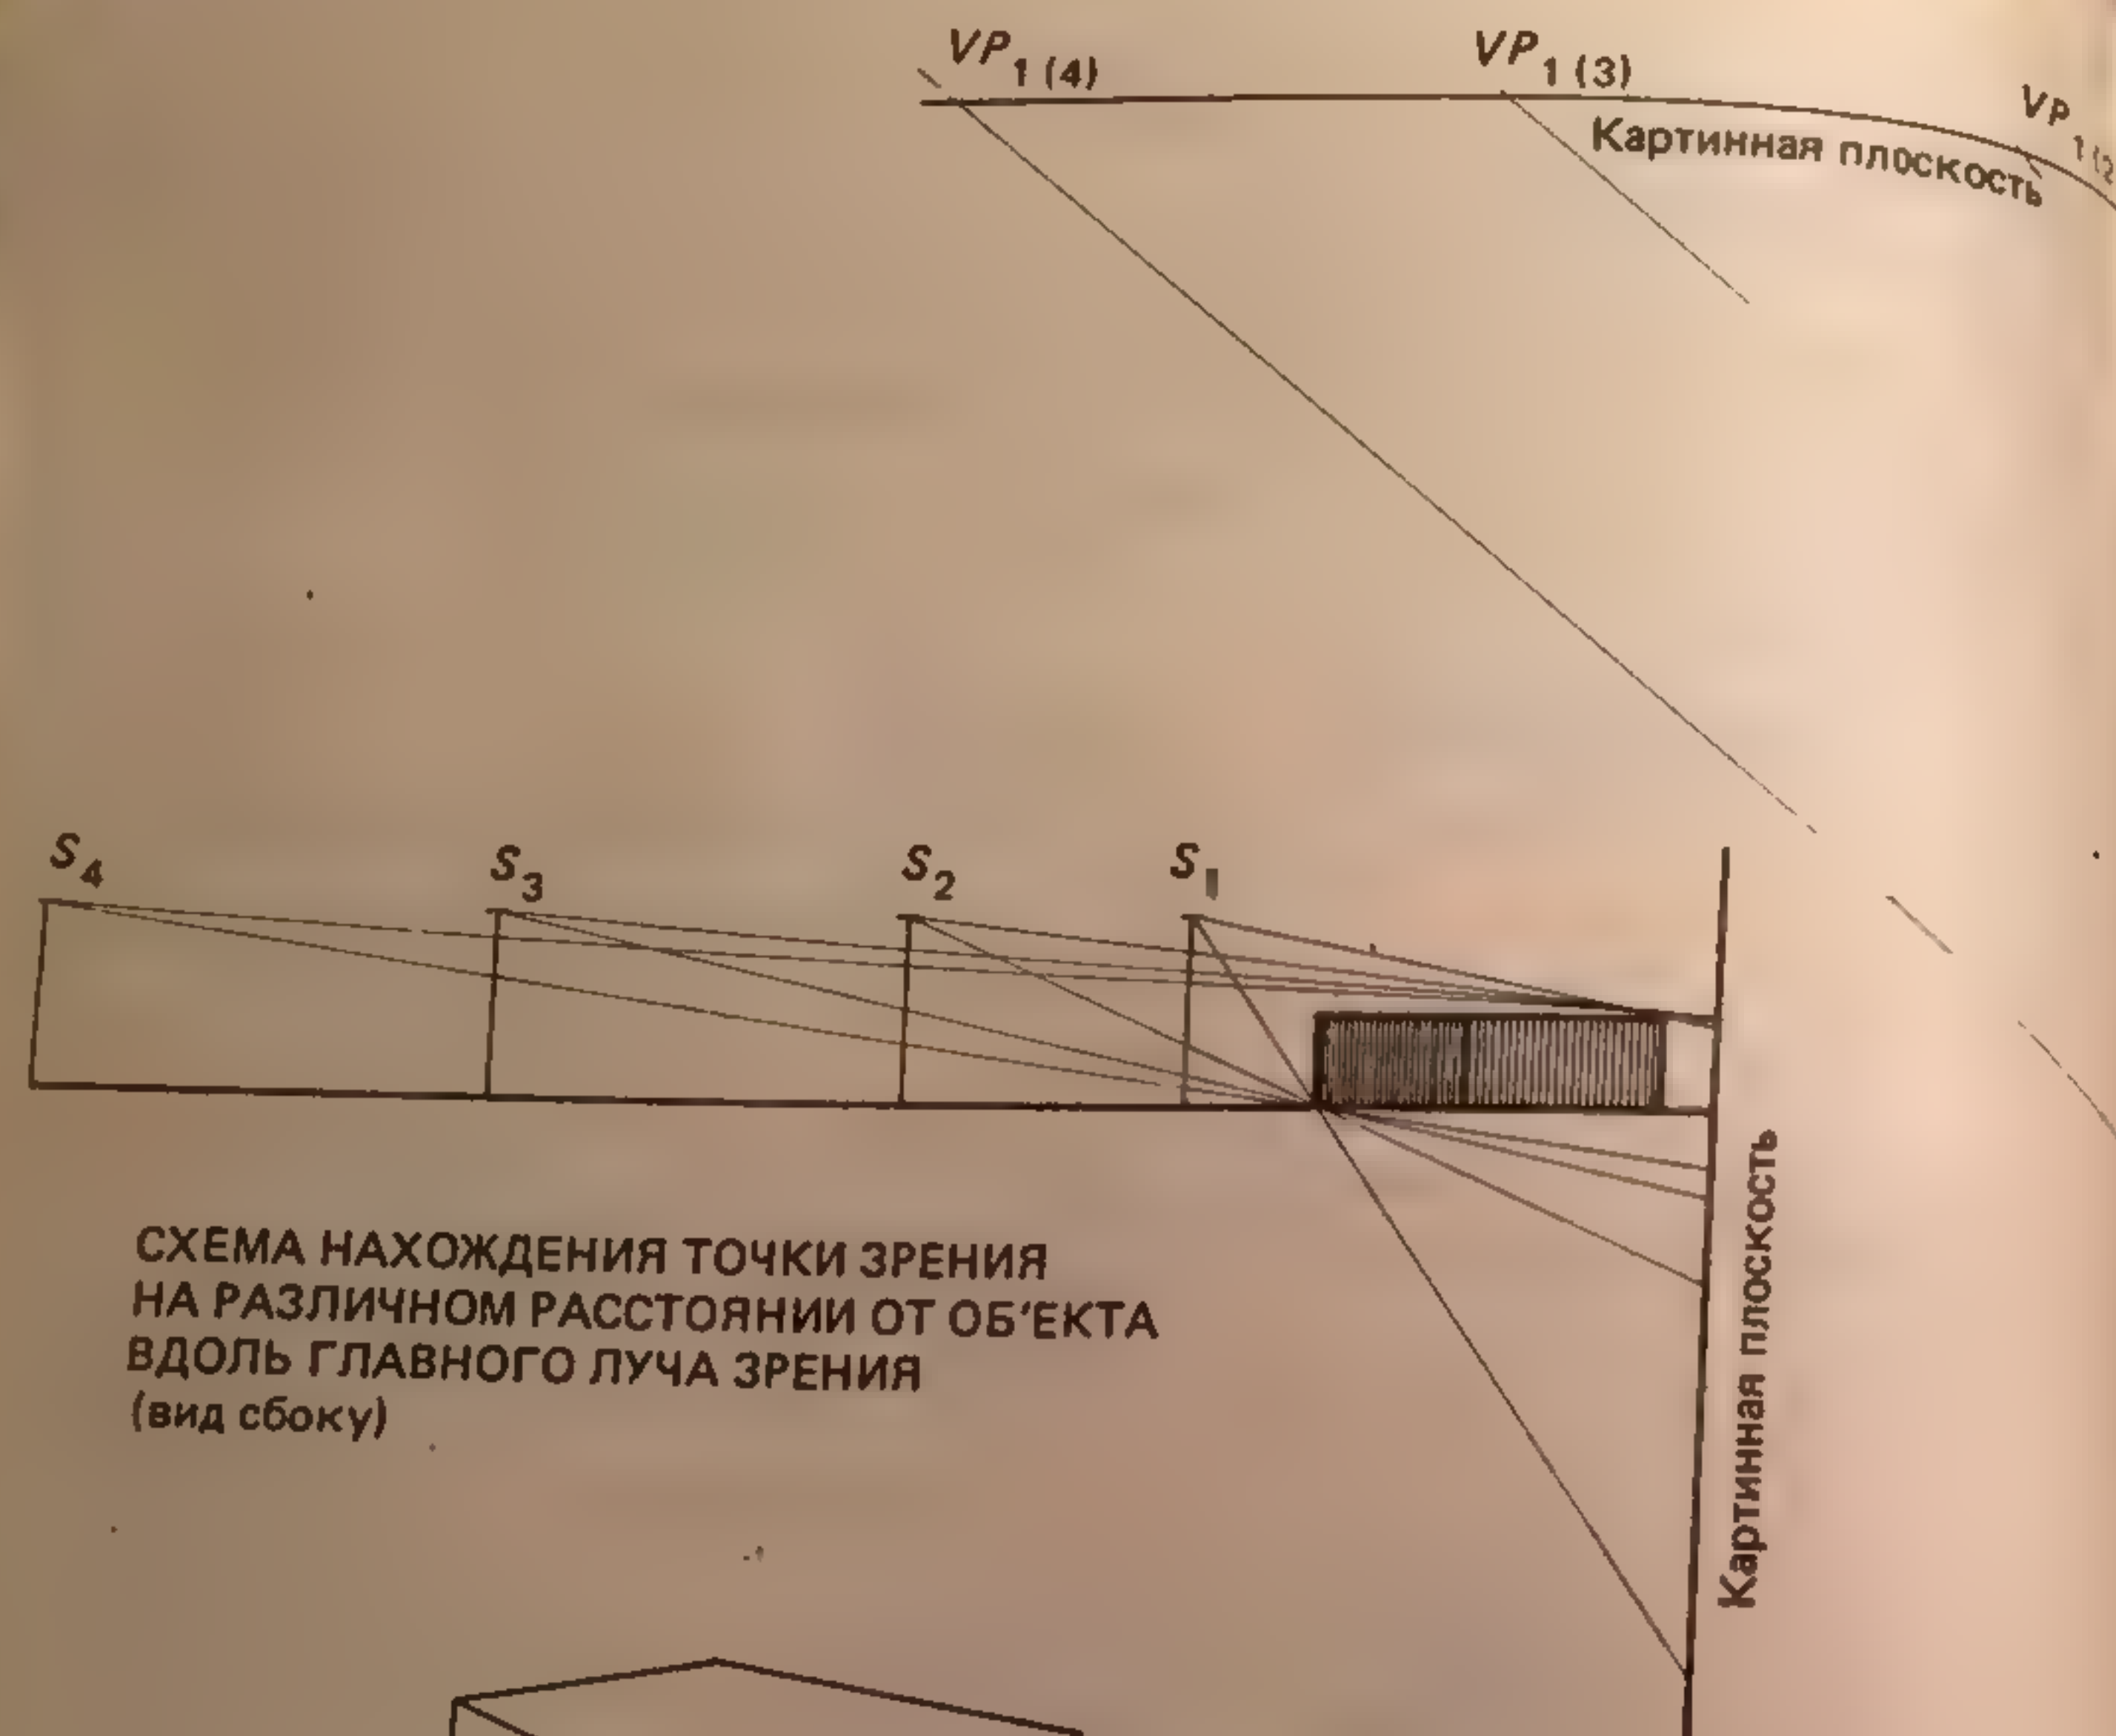 VP1 (4)
VP1 (3)
VP1 (2
Картинная плоскость
S4
S3
S2
S1
СХЕМА НАХОЖДЕНИЯ ТОЧКИ ЗРЕНИЯ
НА РАЗЛИЧНОМ РАССТОЯНИИ ОТ ОБ'ЕКТА
ВДОЛЬ ГЛАВНОГО ЛУЧА ЗРЕНИЯ
(вид сбоку)
Картинная плоскость